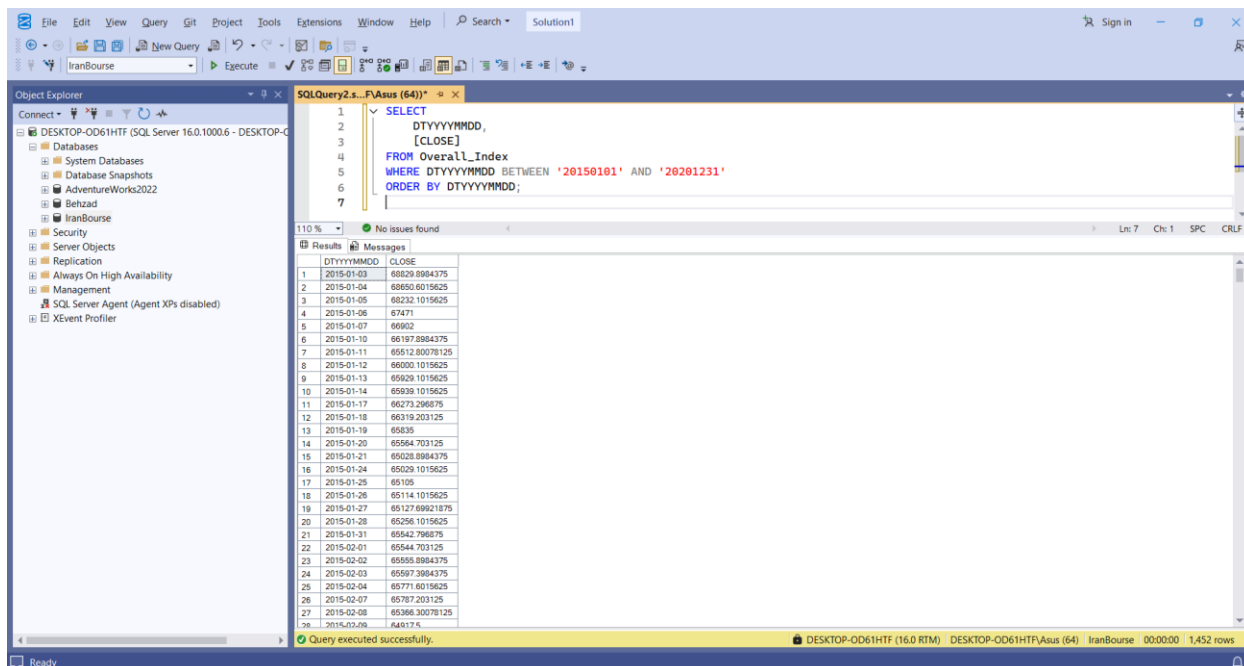 File Edit View Query Git Project Tools Extensions Window Help Search Solution1 Sign in
New Query
IranBourse Execute
Object Explorer
Connect
DESKTOP-OD61HTF (SQL Server 16.0.1000.6 - DESKTOP-O
Databases
System Databases
Database Snapshots
AdventureWorks2022
Behzad
IranBourse
Security
Server Objects
Replication
Always On High Availability
Management
SQL Server Agent (Agent XPs disabled)
XEvent Profiler
SQLQuery2.s...F\Asus (64))*
1 SELECT
2 DTYYYYMMDD,
3 [CLOSE]
4 FROM Overall_Index
5 WHERE DTYYYYMMDD BETWEEN '20150101' AND '20201231'
6 ORDER BY DTYYYYMMDD;
7
110 % No issues found Ln: 7 Ch: 1 SPC CRLF
Results Messages
DTYYYYMMDD CLOSE
1 2015-01-03 68829.8984375
2 2015-01-04 68650.6015625
3 2015-01-05 68232.1015625
4 2015-01-06 67471
5 2015-01-07 66902
6 2015-01-10 66197.8984375
7 2015-01-11 65512.80078125
8 2015-01-12 66000.1015625
9 2015-01-13 65929.1015625
10 2015-01-14 65939.1015625
11 2015-01-17 66273.296875
12 2015-01-18 66319.203125
13 2015-01-19 65835
14 2015-01-20 65564.703125
15 2015-01-21 65028.8984375
16 2015-01-24 65029.1015625
17 2015-01-25 65105
18 2015-01-26 65114.1015625
19 2015-01-27 65127.69921875
20 2015-01-28 65256.1015625
21 2015-01-31 65542.796875
22 2015-02-01 65544.703125
23 2015-02-02 65555.8984375
24 2015-02-03 65597.3984375
25 2015-02-04 65771.6015625
26 2015-02-07 65787.203125
27 2015-02-08 65366.30078125
28 2015-02-09 64917.5
Query executed successfully. DESKTOP-OD61HTF (16.0 RTM) DESKTOP-OD61HTF\Asus (64) IranBourse 00:00:00 1,452 rows
Ready